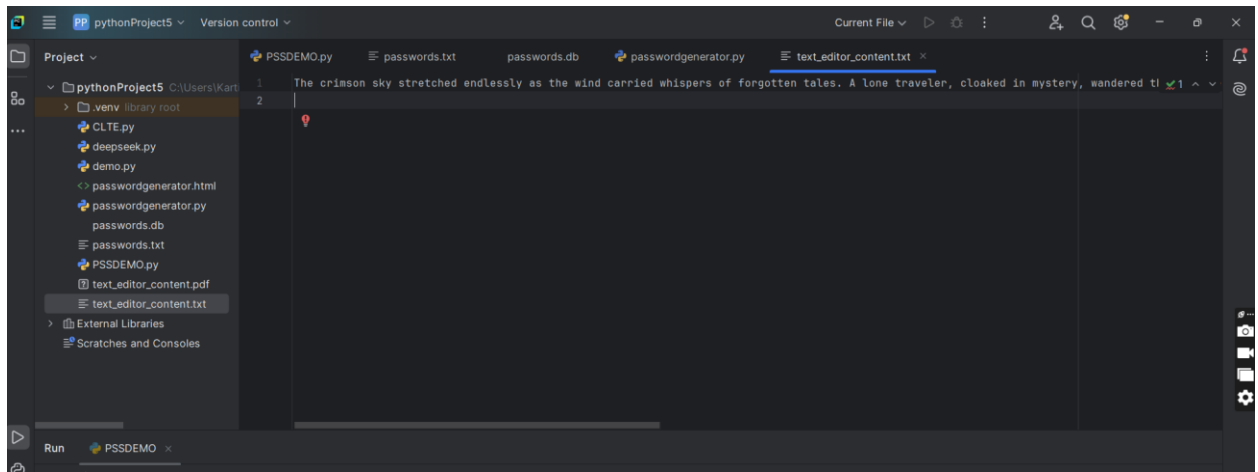 PP pythonProject5 Version control Current File
Project
PSSDEMO.py passwords.txt passwords.db passwordgenerator.py text_editor_content.txt
pythonProject5 C:\Users\Kart
.venv library root
CLTE.py
deepseek.py
demo.py
passwordgenerator.html
passwordgenerator.py
passwords.db
passwords.txt
PSSDEMO.py
text_editor_content.pdf
text_editor_content.txt
External Libraries
Scratches and Consoles
1 The crimson sky stretched endlessly as the wind carried whispers of forgotten tales. A lone traveler, cloaked in mystery, wandered 1
2
Run PSSDEMO